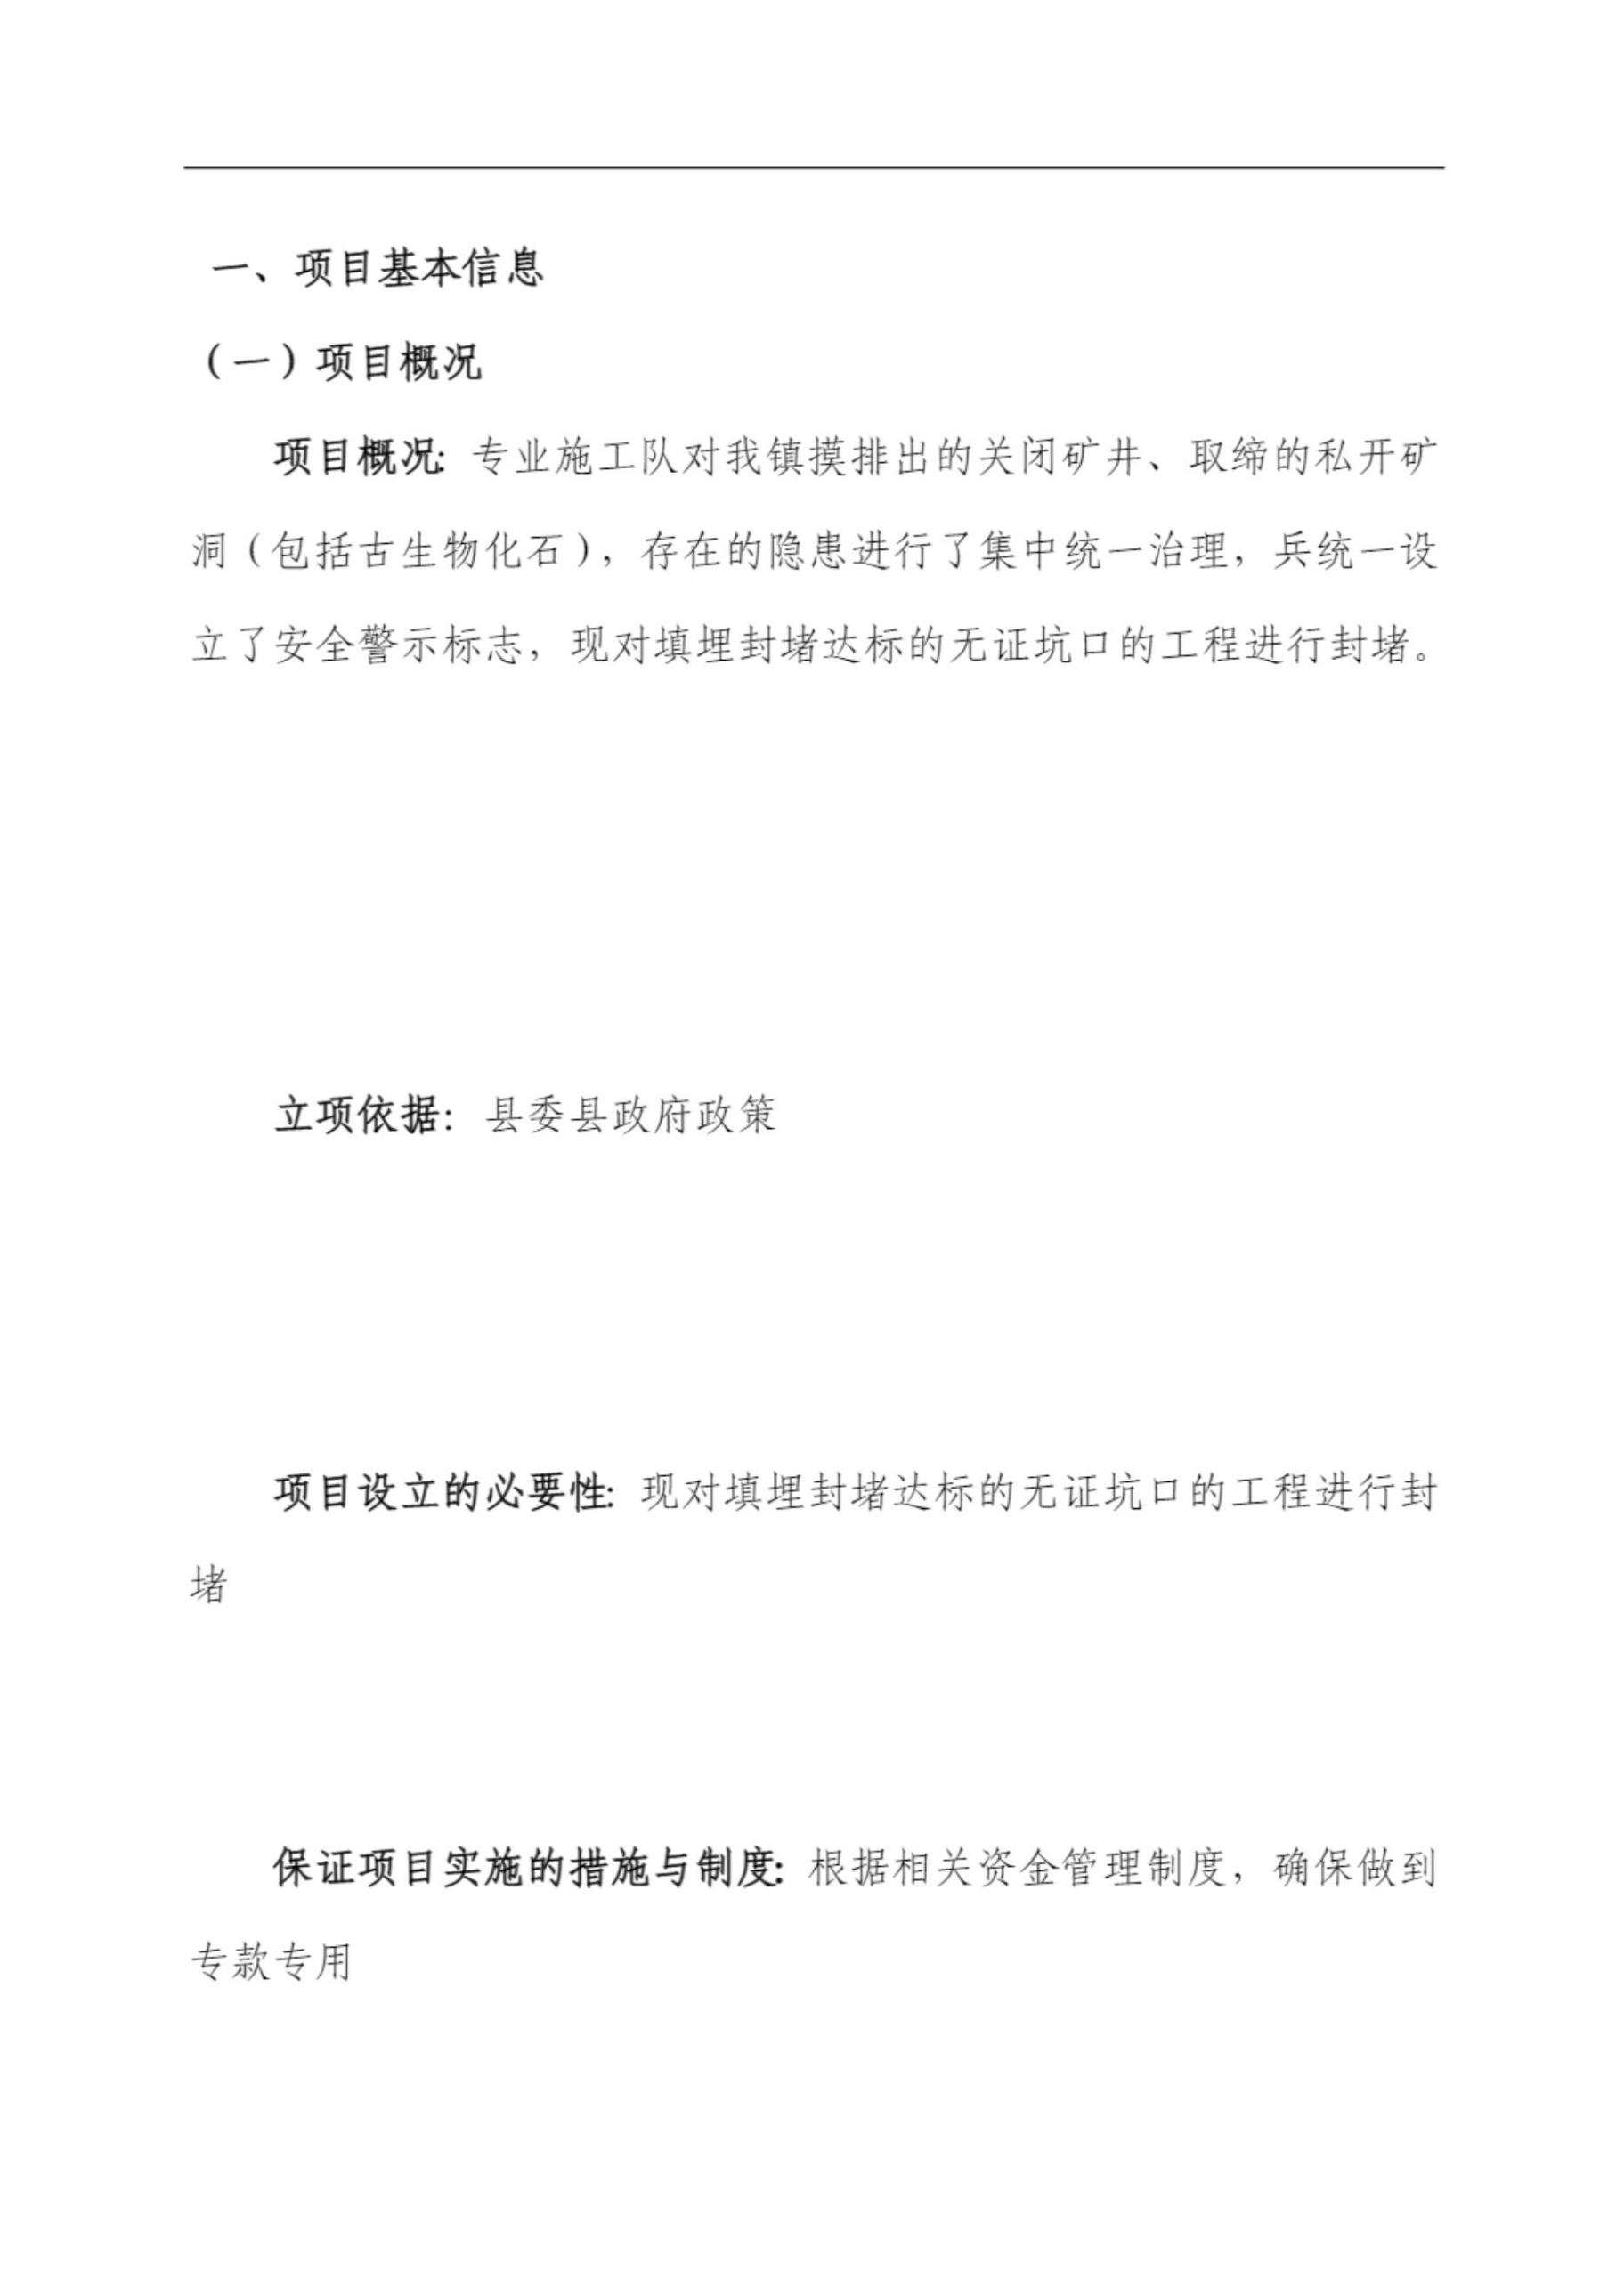 一、项目基本信息
（一）项目概况
项目概况：专业施工队对我镇摸排出的关闭矿井、取缔的私开矿
洞（包括古生物化石），存在的隐患进行了集中统一治理，兵统一设
立了安全警示标志，现对填埋封堵达标的无证坑口的工程进行封堵。
立项依据：县委县政府政策
项目设立的必要性：现对填埋封堵达标的无证坑口的工程进行封
堵
保证项目实施的措施与制度：根据相关资金管理制度，确保做到
专款专用